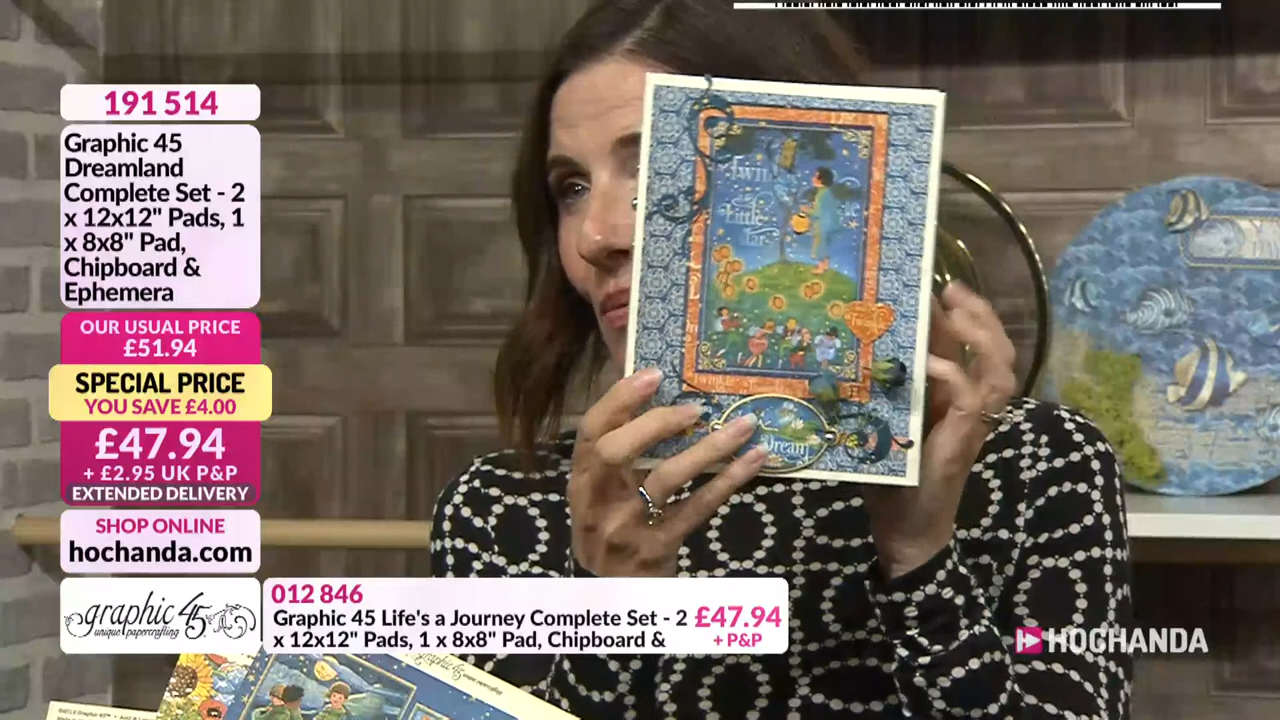 191 514
Graphic 45
Dreamland
Complete Set - 2
x 12x12" Pads, 1
x 8x8" Pad,
Chipboard &
Ephemera
OUR USUAL PRICE
£51.94
SPECIAL PRICE
YOU SAVE £4.00
£47.94
+ £2.95 UK P&P
EXTENDED DELIVERY
SHOP ONLINE
hochanda.com
graphic 45
unique papercrafting
012 846
Graphic 45 Life's a Journey Complete Set - 2
x 12x12" Pads, 1 x 8x8" Pad, Chipboard &
£47.94
+ P&P
HOCHANDA
Little
Dream